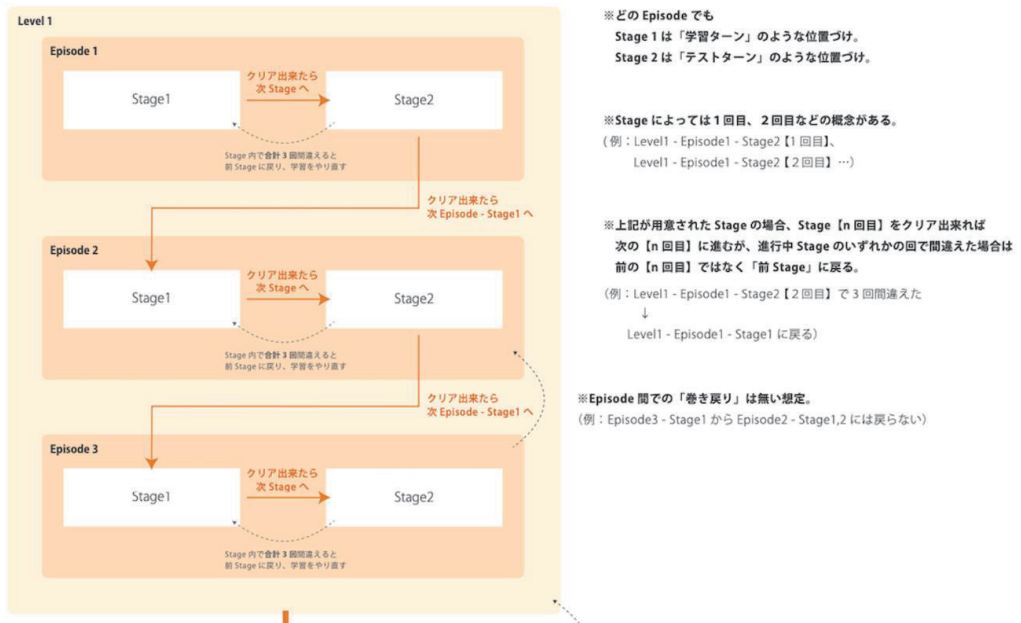 Level 1
Episode 1
Stage1
クリア出来たら
次 Stage へ
Stage2
Stage 内で合計 3 回間違えると
前 Stage に戻り、学習をやり直す
クリア出来たら
次 Episode - Stage1 へ
Episode 2
Stage1
クリア出来たら
次 Stage へ
Stage2
Stage 内で合計 3 回間違えると
前 Stage に戻り、学習をやり直す
クリア出来たら
次 Episode - Stage1 へ
Episode 3
Stage1
クリア出来たら
次 Stage へ
Stage2
Stage 内で合計 3 回間違えると
前 Stage に戻り、学習をやり直す
※どの Episode でも
Stage 1 は「学習ターン」のような位置づけ。
Stage 2 は「テストターン」のような位置づけ。
※Stage によっては 1 回目、2 回目などの概念がある。
( 例：Level1 - Episode1 - Stage2【1 回目】、
Level1 - Episode1 - Stage2【 2 回目】…）
※上記が用意された Stage の場合、Stage【n 回目】をクリア出来れば
次の【n 回目】に進むが、進行中 Stage のいずれかの回で間違えた場合は
前の【n 回目】ではなく「前 Stage」に戻る。
（例：Level1 - Episode1 - Stage2【 2 回目】で 3 回間違えた
↓
Level1 - Episode1 - Stage1 に戻る）
※Episode 間での「巻き戻り」は無い想定。
（例：Episode3 - Stage1 から Episode2 - Stage1,2 には戻らない）